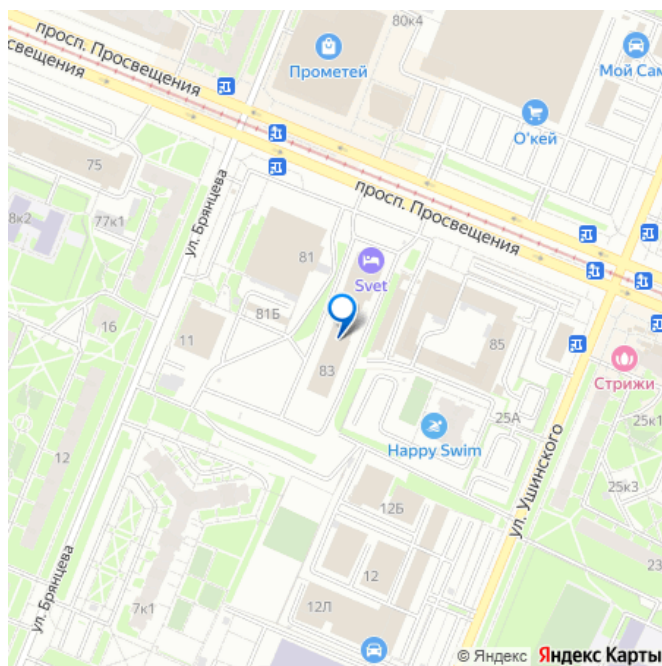 80к4
просп. Просвещения
Прометей
Мой Сам
свещения
О'кей
75
ул. Брянцева
просп. Просвещения
8к2
77к1
81
Svet
81Б
16
11
85
Стрижи
83
25А
25к1
Happy Swim
12
ул. Ушинского
25к3
12Б
ул. Брянцева
23
12
7к1
12Л
© Яндекс Яндекс Карты